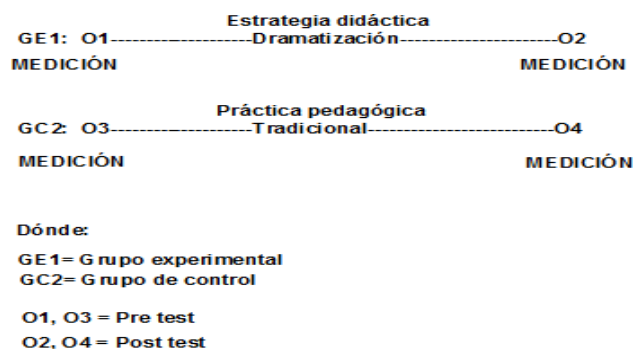 Estrategia didáctica
GE1: O1--------------------Dramatización----------------------O2
MEDICIÓN MEDICIÓN
Práctica pedagógica
GC2: O3--------------------Tradicional--------------------------O4
MEDICIÓN MEDICIÓN
Dónde:
GE1= Grupo experimental
GC2= Grupo de control
O1, O3 = Pre test
O2, O4 = Post test